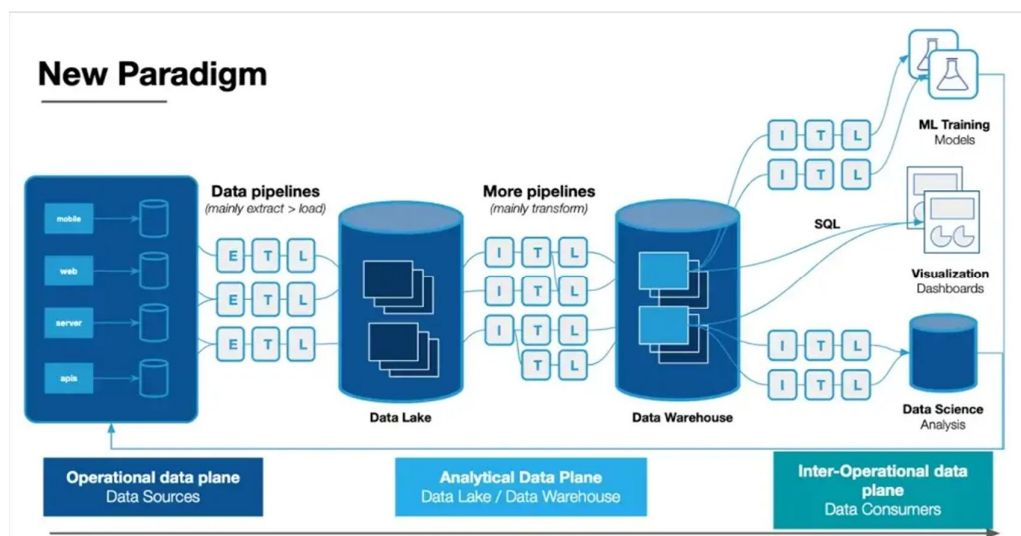 New Paradigm
Data pipelines
(mainly extract > load)
More pipelines
(mainly transform)
mobile
web
server
apis
E T L
E T L
E T L
Data Lake
I T L
I T L
I T L
T L
Data Warehouse
I T L
I T L
ML Training
Models
SQL
Visualization
Dashboards
I T L
I T L
Data Science
Analysis
Operational data plane
Data Sources
Analytical Data Plane
Data Lake / Data Warehouse
Inter-Operational data
plane
Data Consumers